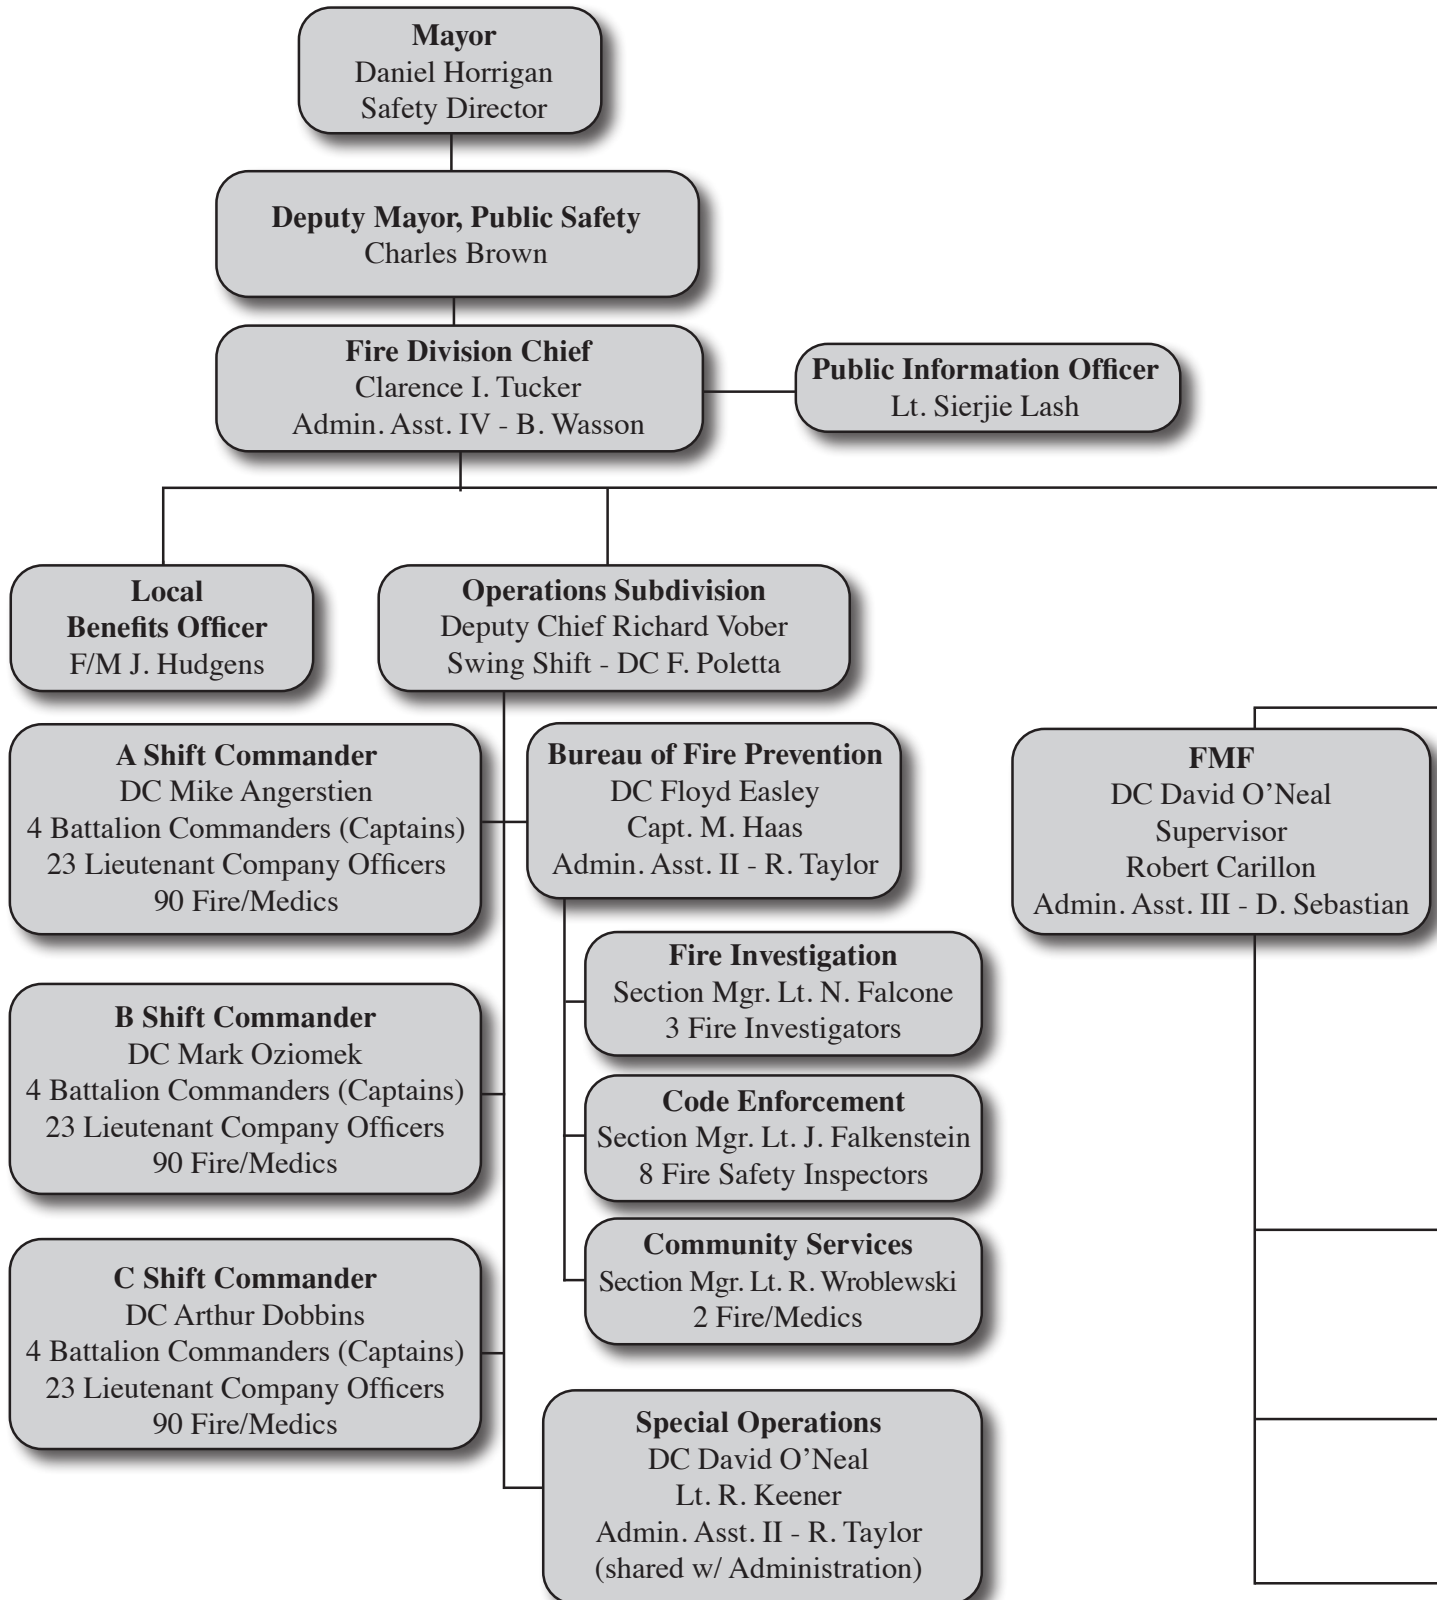 Mayor
Daniel Horrigan
Safety Director
Deputy Mayor, Public Safety
Charles Brown
Fire Division Chief
Clarence I. Tucker
Admin. Asst. IV - B. Wasson
Public Information Officer
Lt. Sierjie Lash
Local
Benefits Officer
F/M J. Hudgens
Operations Subdivision
Deputy Chief Richard Vober
Swing Shift - DC F. Poletta
A Shift Commander
DC Mike Angerstien
4 Battalion Commanders (Captains)
23 Lieutenant Company Officers
90 Fire/Medics
B Shift Commander
DC Mark Oziomek
4 Battalion Commanders (Captains)
23 Lieutenant Company Officers
90 Fire/Medics
C Shift Commander
DC Arthur Dobbins
4 Battalion Commanders (Captains)
23 Lieutenant Company Officers
90 Fire/Medics
Bureau of Fire Prevention
DC Floyd Easley
Capt. M. Haas
Admin. Asst. II - R. Taylor
Fire Investigation
Section Mgr. Lt. N. Falcone
3 Fire Investigators
Code Enforcement
Section Mgr. Lt. J. Falkenstein
8 Fire Safety Inspectors
Community Services
Section Mgr. Lt. R. Wroblewski
2 Fire/Medics
Special Operations
DC David O’Neal
Lt. R. Keener
Admin. Asst. II - R. Taylor
(shared w/ Administration)
FMF
DC David O’Neal
Supervisor
Robert Carillon
Admin. Asst. III - D. Sebastian